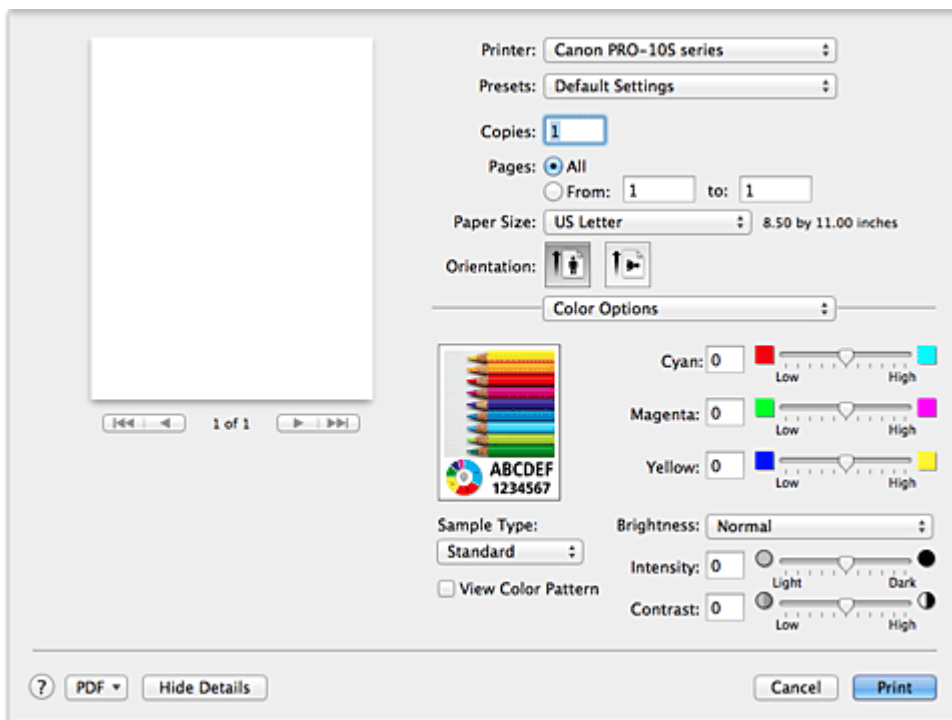 Printer: Canon PRO-10S series
Presets: Default Settings
Copies: 1
Pages: All
From: 1 to: 1
Paper Size: US Letter 8.50 by 11.00 inches
Orientation:
Color Options
1 of 1
Cyan: 0
Low High
Magenta: 0
Low High
Yellow: 0
Low High
ABCDEF
1234567
Sample Type:
Standard
View Color Pattern
Brightness: Normal
Intensity: 0
Light Dark
Contrast: 0
Low High
? PDF Hide Details Cancel Print